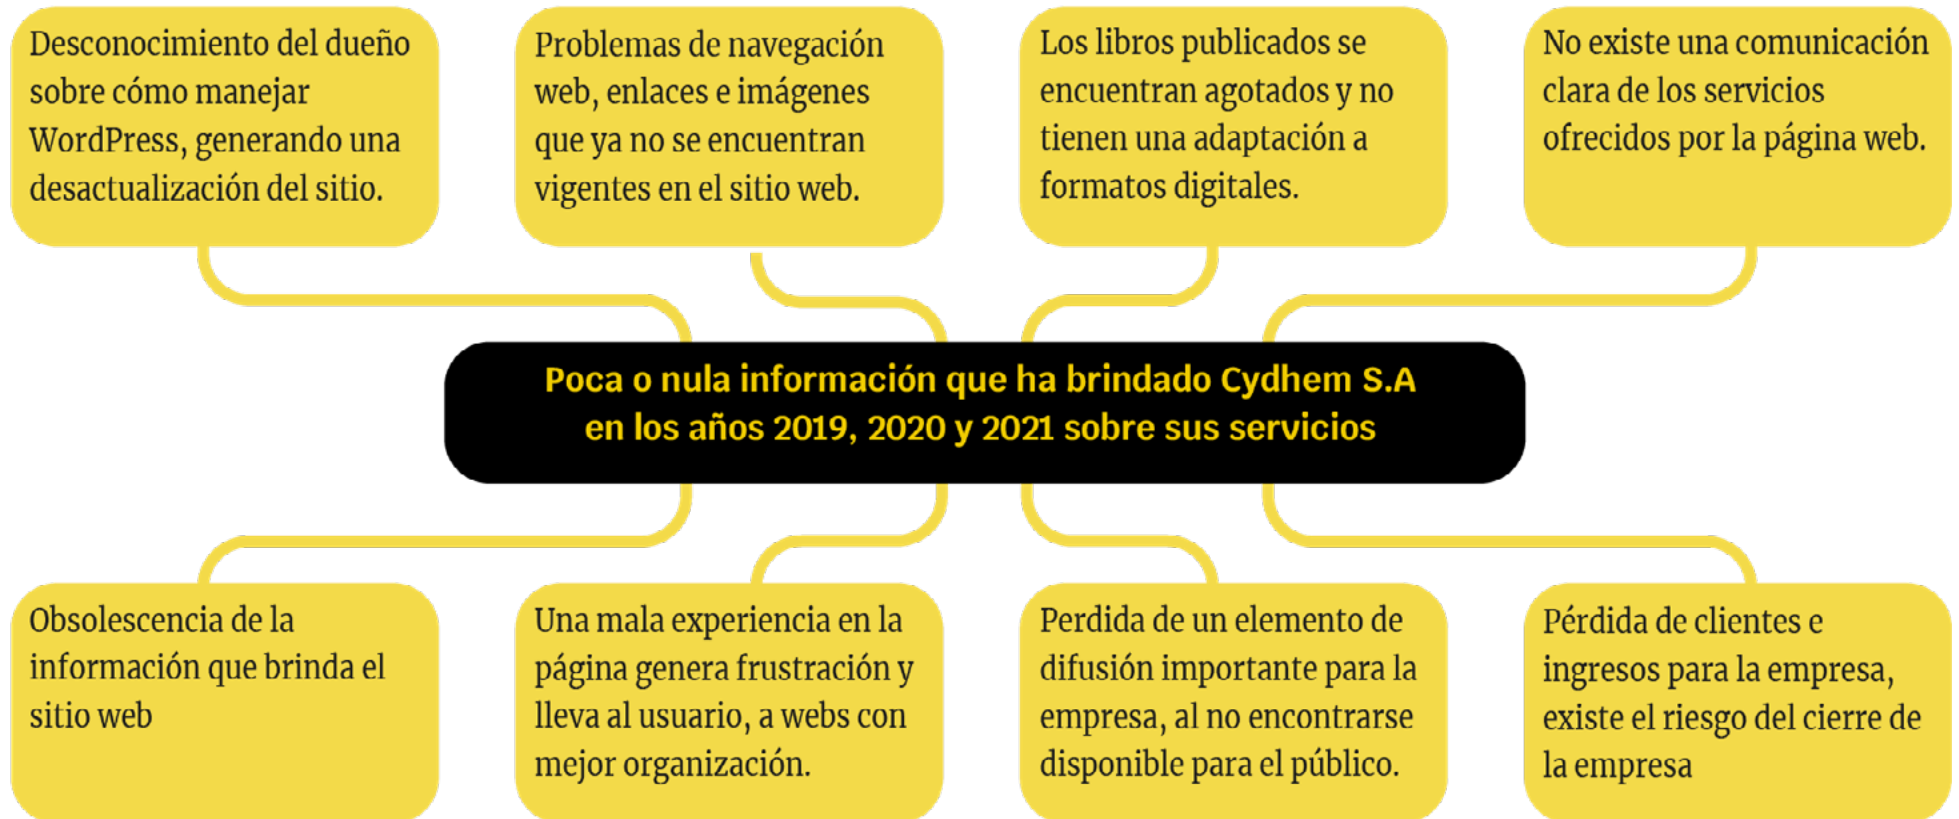 Desconocimiento del dueño
sobre cómo manejar
WordPress, generando una
desactualización del sitio.
Problemas de navegación
web, enlaces e imágenes
que ya no se encuentran
vigentes en el sitio web.
Los libros publicados se
encuentran agotados y no
tienen una adaptación a
formatos digitales.
No existe una comunicación
clara de los servicios
ofrecidos por la página web.
Poca o nula información que ha brindado Cydhem S.A
en los años 2019, 2020 y 2021 sobre sus servicios
Obsolescencia de la
información que brinda el
sitio web
Una mala experiencia en la
página genera frustración y
lleva al usuario, a webs con
mejor organización.
Perdida de un elemento de
difusión importante para la
empresa, al no encontrarse
disponible para el público.
Pérdida de clientes e
ingresos para la empresa,
existe el riesgo del cierre de
la empresa